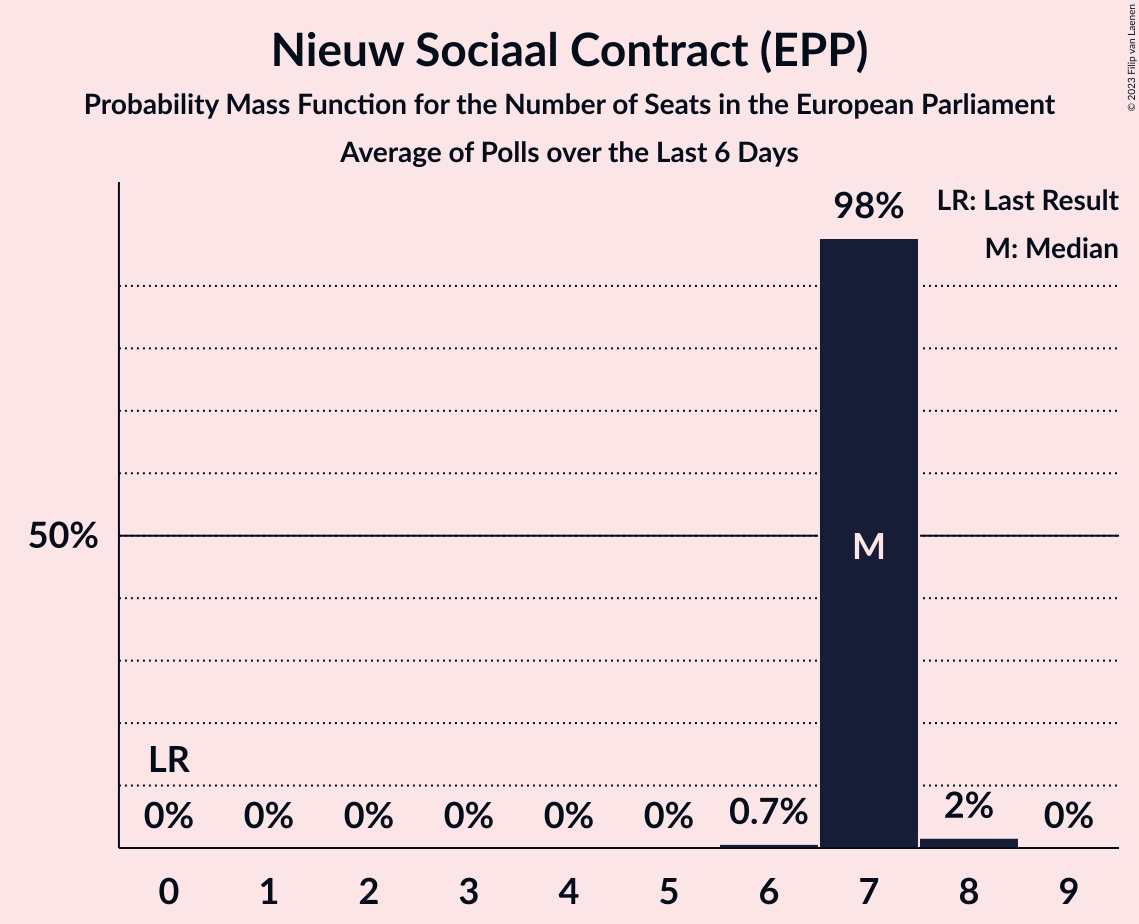 Nieuw Sociaal Contract (EPP)
Probability Mass Function for the Number of Seats in the European Parliament
Average of Polls over the Last 6 Days
© 2023 Filip van Laenen
98%
LR: Last Result
M: Median
50%
M
LR
0% 0% 0% 0% 0% 0% 0.7% 2% 0%
0 1 2 3 4 5 6 7 8 9